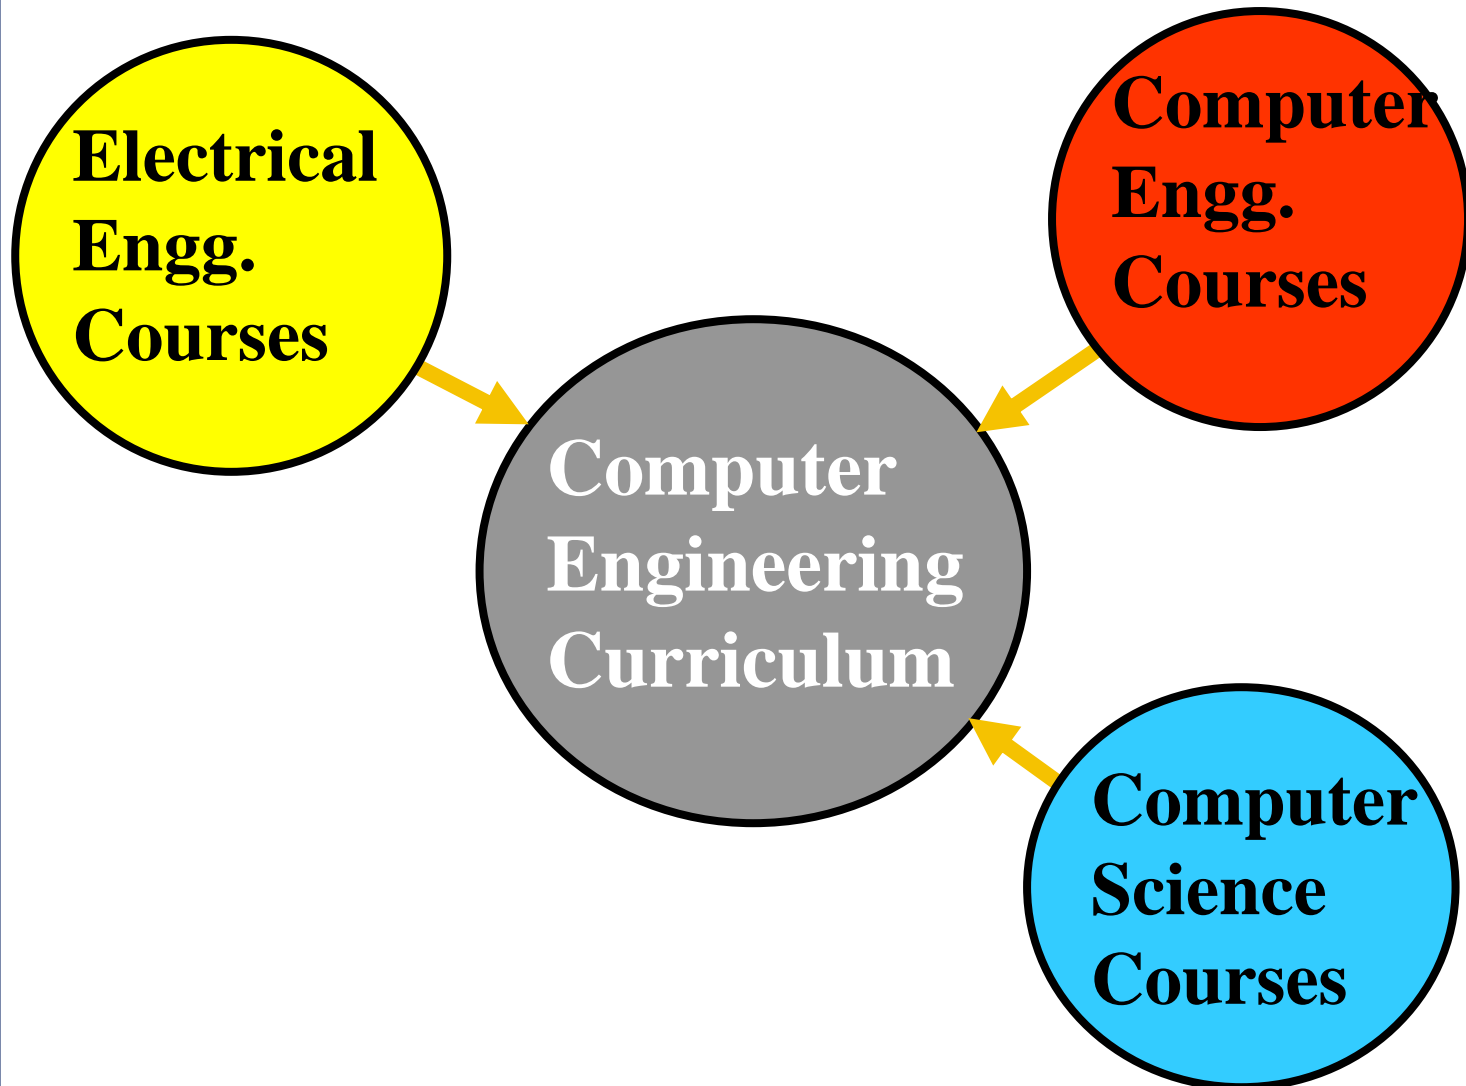 Electrical
Engg.
Courses
Computer
Engg.
Courses
Computer
Engineering
Curriculum
Computer
Science
Courses